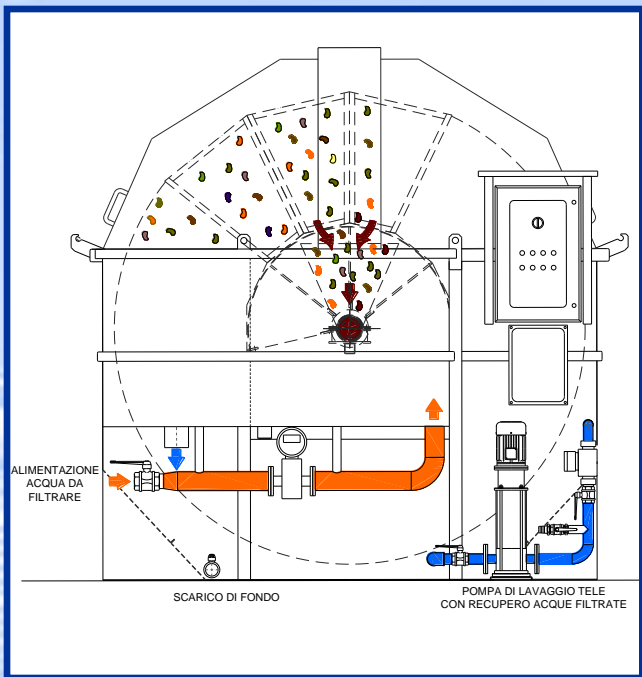 ALIMENTAZIONE
ACQUA DA
FILTRARE
SCARICO DI FONDO
POMPA DI LAVAGGIO TELE
CON RECUPERO ACQUE FILTRATE